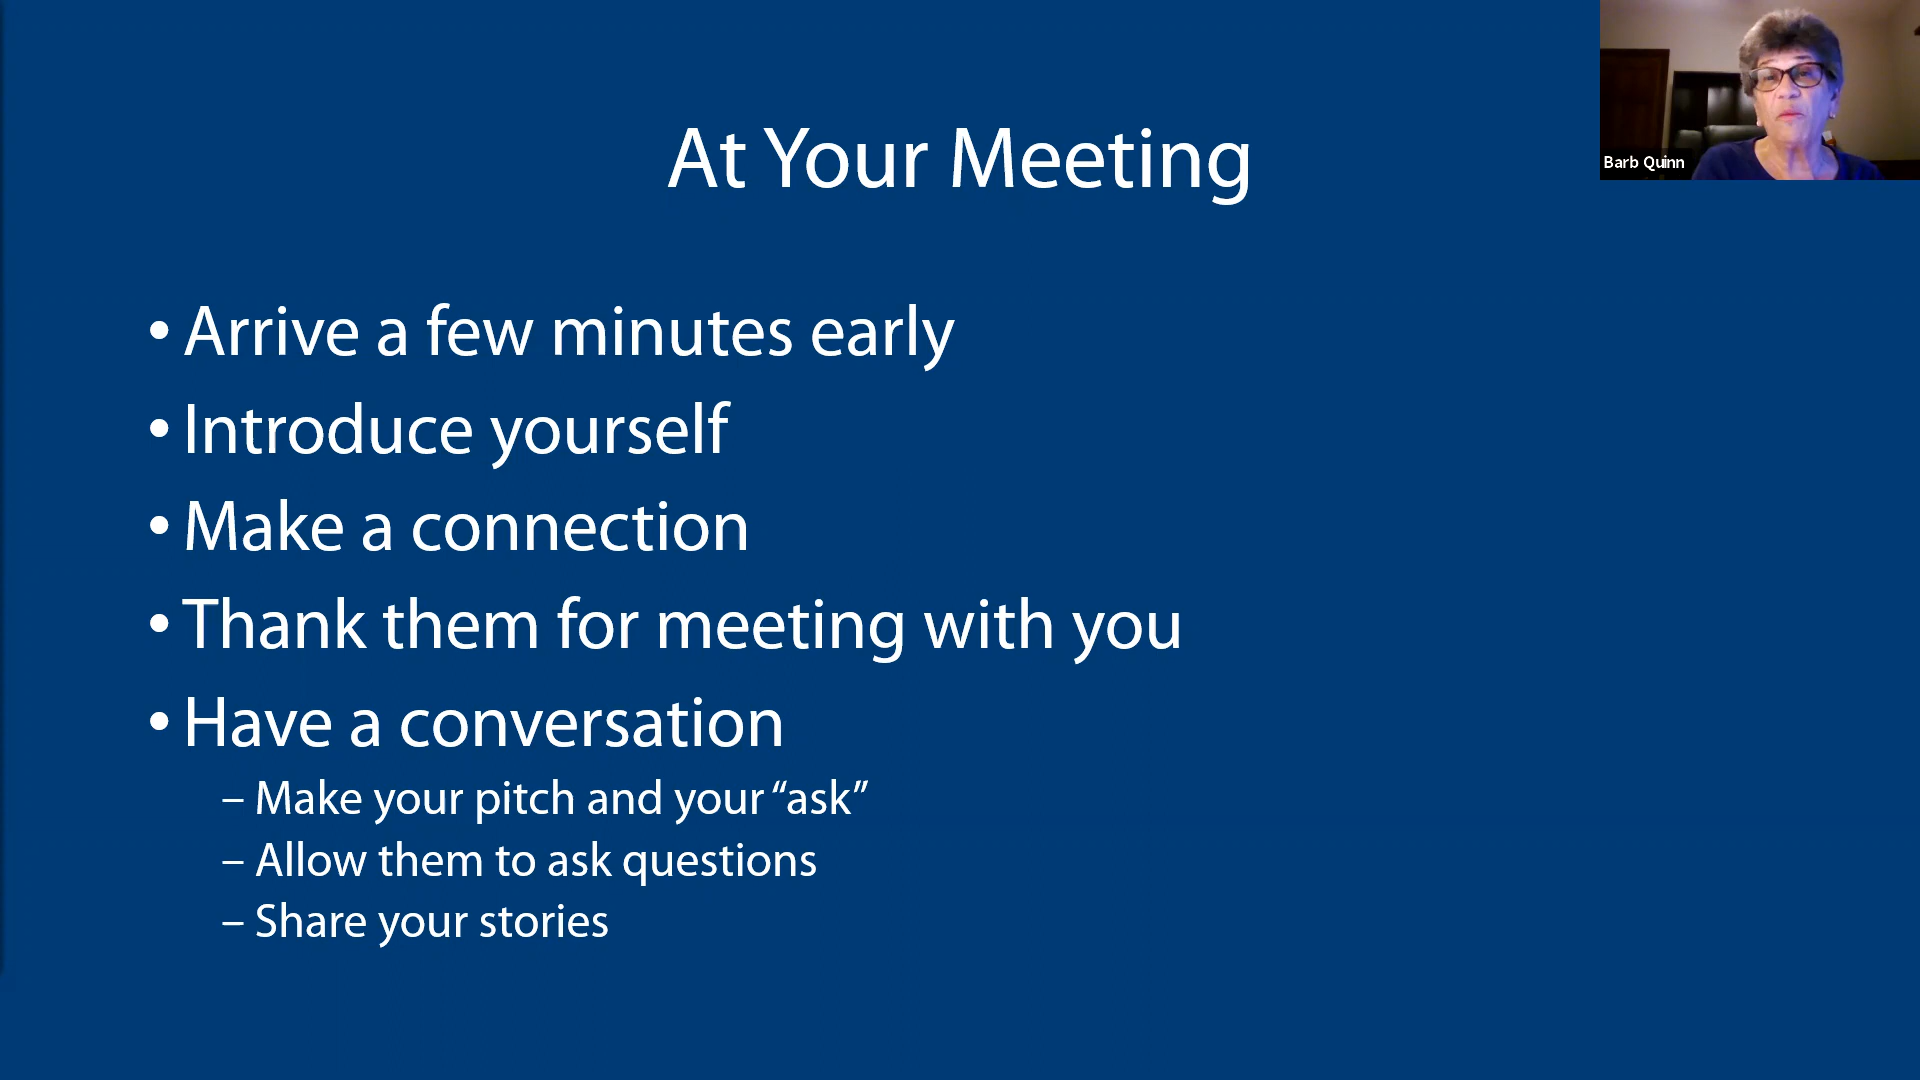 At Your Meeting
Barb Quinn
• Arrive a few minutes early
• Introduce yourself
• Make a connection
• Thank them for meeting with you
• Have a conversation
– Make your pitch and your “ask”
– Allow them to ask questions
– Share your stories